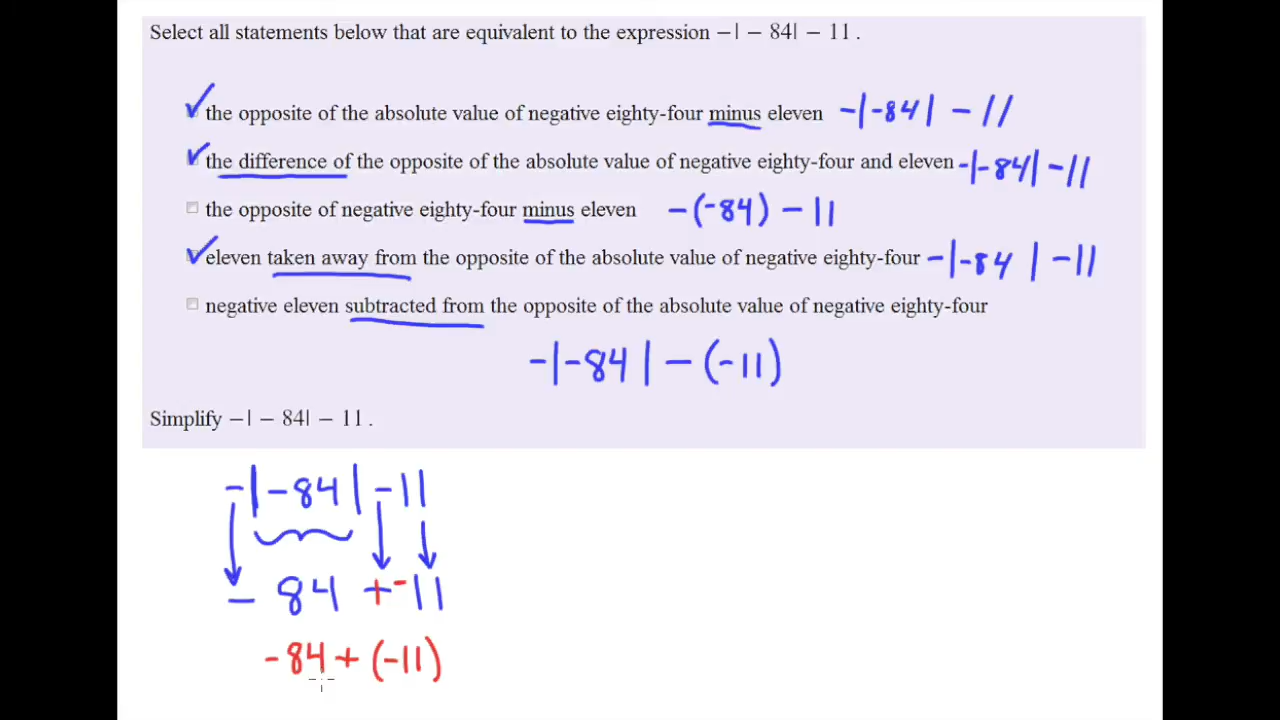 Select all statements below that are equivalent to the expression −| − 84| − 11 .
the opposite of the absolute value of negative eighty-four minus eleven -|-84| - 11
the difference of the opposite of the absolute value of negative eighty-four and eleven -|-84| - 11
the opposite of negative eighty-four minus eleven -(-84) - 11
eleven taken away from the opposite of the absolute value of negative eighty-four -|-84| - 11
negative eleven subtracted from the opposite of the absolute value of negative eighty-four
-|-84| - (-11)
Simplify −| − 84| − 11 .
-|-84| - 11
- 84 + -11
-84 + (-11)